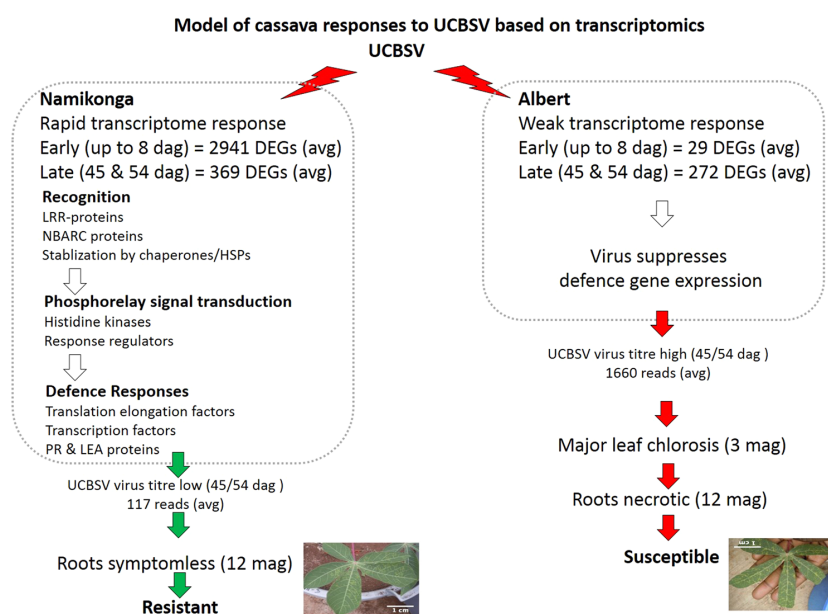 Model of cassava responses to UCBSV based on transcriptomics
UCBSV
Namikonga
Rapid transcriptome response
Early (up to 8 dag) = 2941 DEGs (avg)
Late (45 & 54 dag) = 369 DEGs (avg)
Recognition
LRR-proteins
NBARC proteins
Stablization by chaperones/HSPs
Phosphorelay signal transduction
Histidine kinases
Response regulators
Defence Responses
Translation elongation factors
Transcription factors
PR & LEA proteins
UCBSV virus titre low (45/54 dag )
117 reads (avg)
Roots symptomless (12 mag)
Resistant
1 cm
Albert
Weak transcriptome response
Early (up to 8 dag) = 29 DEGs (avg)
Late (45 & 54 dag) = 272 DEGs (avg)
Virus suppresses
defence gene expression
UCBSV virus titre high (45/54 dag )
1660 reads (avg)
Major leaf chlorosis (3 mag)
Roots necrotic (12 mag)
Susceptible
1 cm